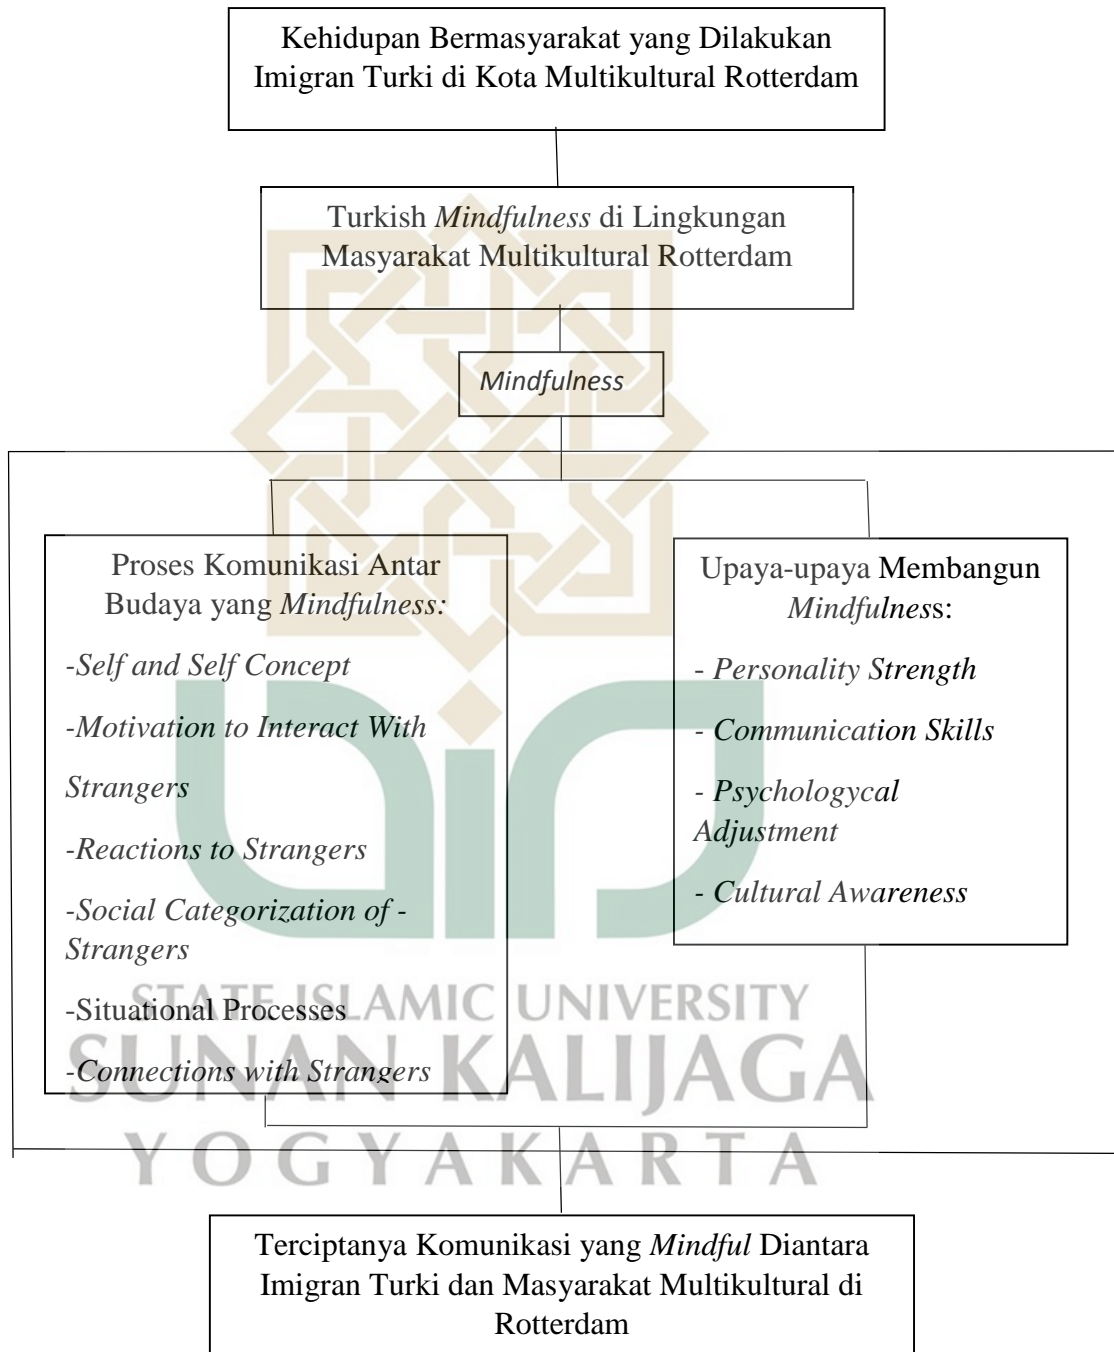 Kehidupan Bermasyarakat yang Dilakukan
Imigran Turki di Kota Multikultural Rotterdam
Turkish Mindfulness di Lingkungan
Masyarakat Multikultural Rotterdam
Mindfulness
Proses Komunikasi Antar
Budaya yang Mindfulness:
-Self and Self Concept
-Motivation to Interact With
Strangers
-Reactions to Strangers
-Social Categorization of -
Strangers
-Situational Processes
-Connections with Strangers
Upaya-upaya Membangun
Mindfulness:
- Personality Strength
- Communication Skills
- Psychologycal
Adjustment
- Cultural Awareness
STATE ISLAMIC UNIVERSITY
SUNAN KALIJAGA
YOGYAKARTA
Terciptanya Komunikasi yang Mindful Diantara
Imigran Turki dan Masyarakat Multikultural di
Rotterdam